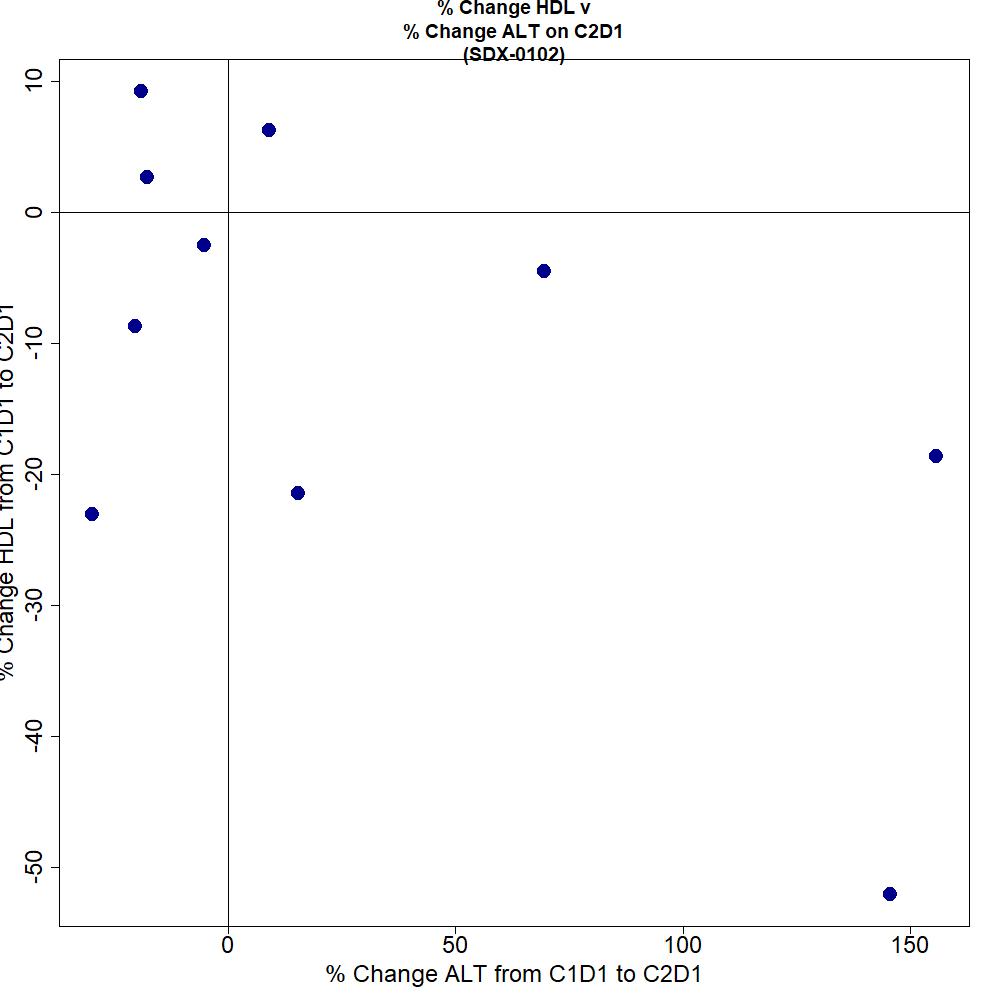 % Change HDL v
% Change ALT on C2D1
(SDX-0102)
% Change HDL from C1D1 to C2D1
10
0
-10
-20
-30
-40
-50
0
50
100
150
% Change ALT from C1D1 to C2D1